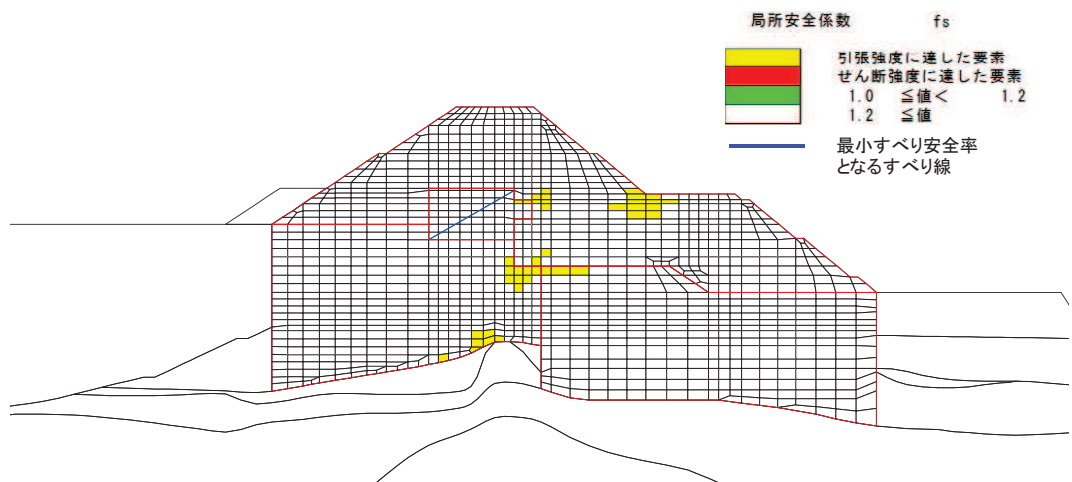 局所安全係数 fs
引張強度に達した要素
せん断強度に達した要素
1.0 ≦値< 1.2
1.2 ≦値
最小すべり安全率
となるすべり線